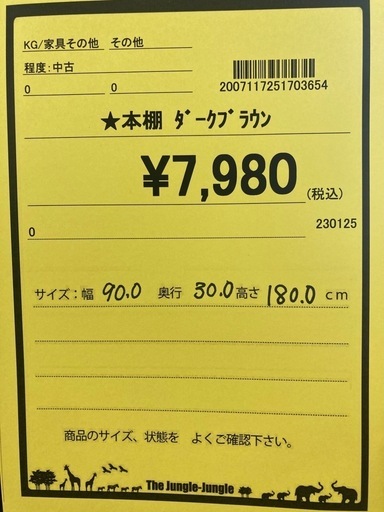 KG/家具その他 その他
程度:中古
0 0
2007117251703654
★本棚 ﾀﾞｰｸﾌﾞﾗｳﾝ
¥7,980(税込)
0 230125
サイズ:幅 90.0 奥行 30.0 高さ 180.0 cm
商品のサイズ、状態を よくご確認下さい。
The Jungle-Jungle